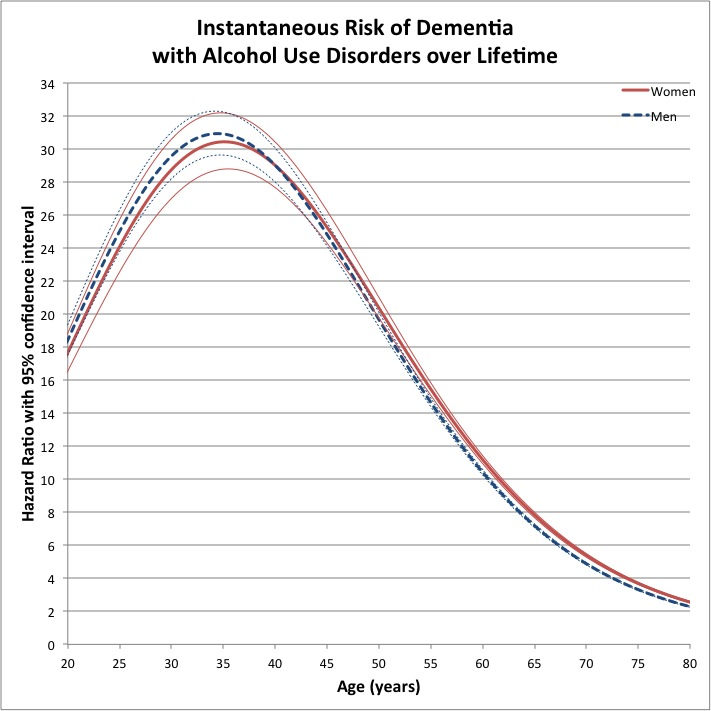 Instantaneous Risk of Dementia
with Alcohol Use Disorders over Lifetime
Women
Men
Hazard Ratio with 95% confidence interval
34
32
30
28
26
24
22
20
18
16
14
12
10
8
6
4
2
0
20 25 30 35 40 45 50 55 60 65 70 75 80
Age (years)